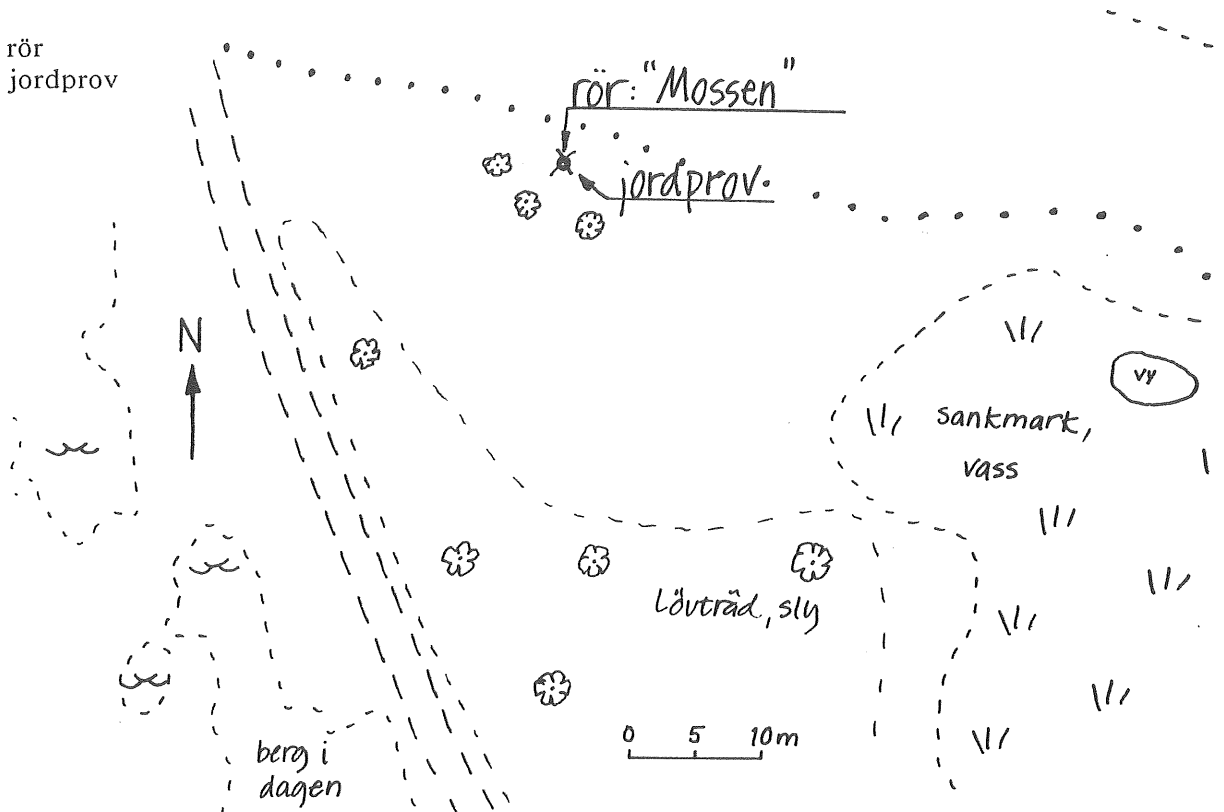 rör
jordprov
rör: "Mossen"
jordprov.
N
vy
sankmark,
vass
Lövträd, sly
0 5 10m
berg i
dagen